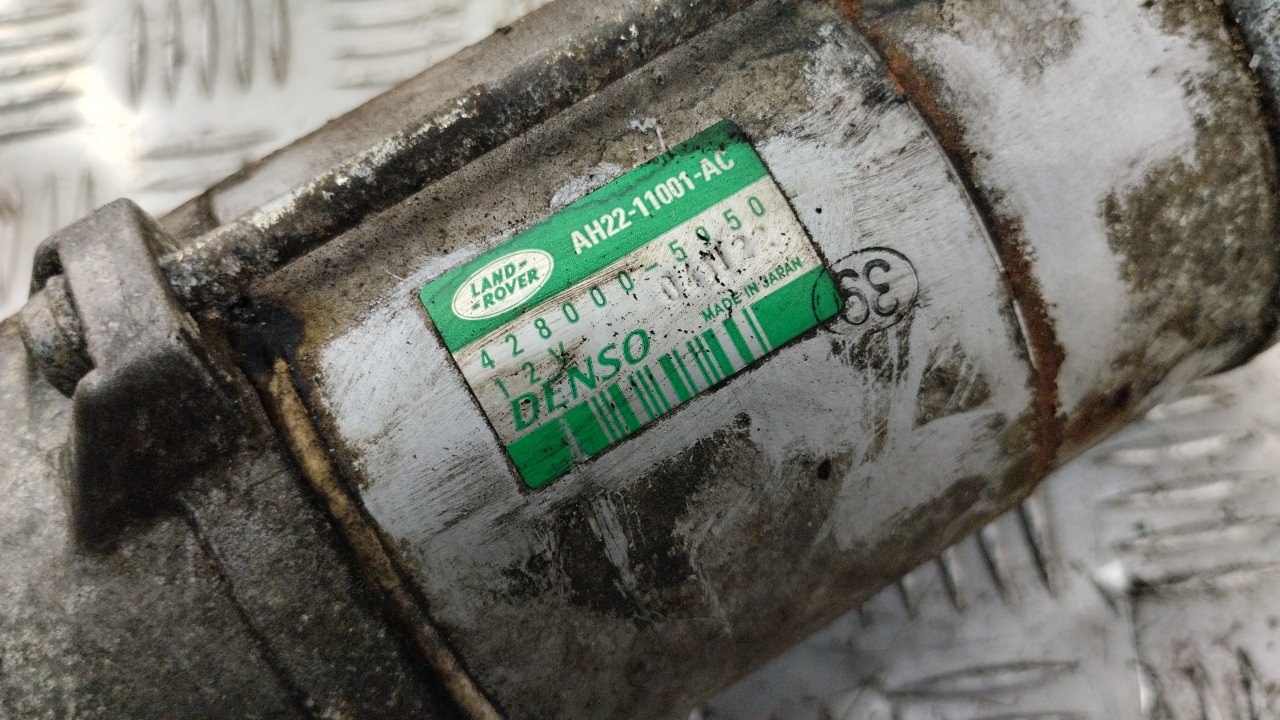 LAND-
-ROVER
AH22-11001-AC
428000-5950
12V
DENSO
MADE IN JAPAN
39